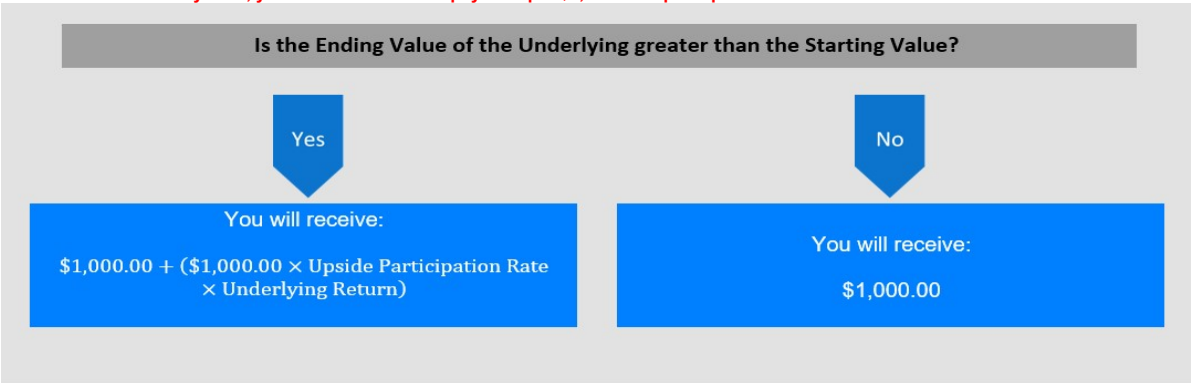 Is the Ending Value of the Underlying greater than the Starting Value?
Yes
No
You will receive:
$1,000.00 + ($1,000.00 × Upside Participation Rate
× Underlying Return)
You will receive:
$1,000.00